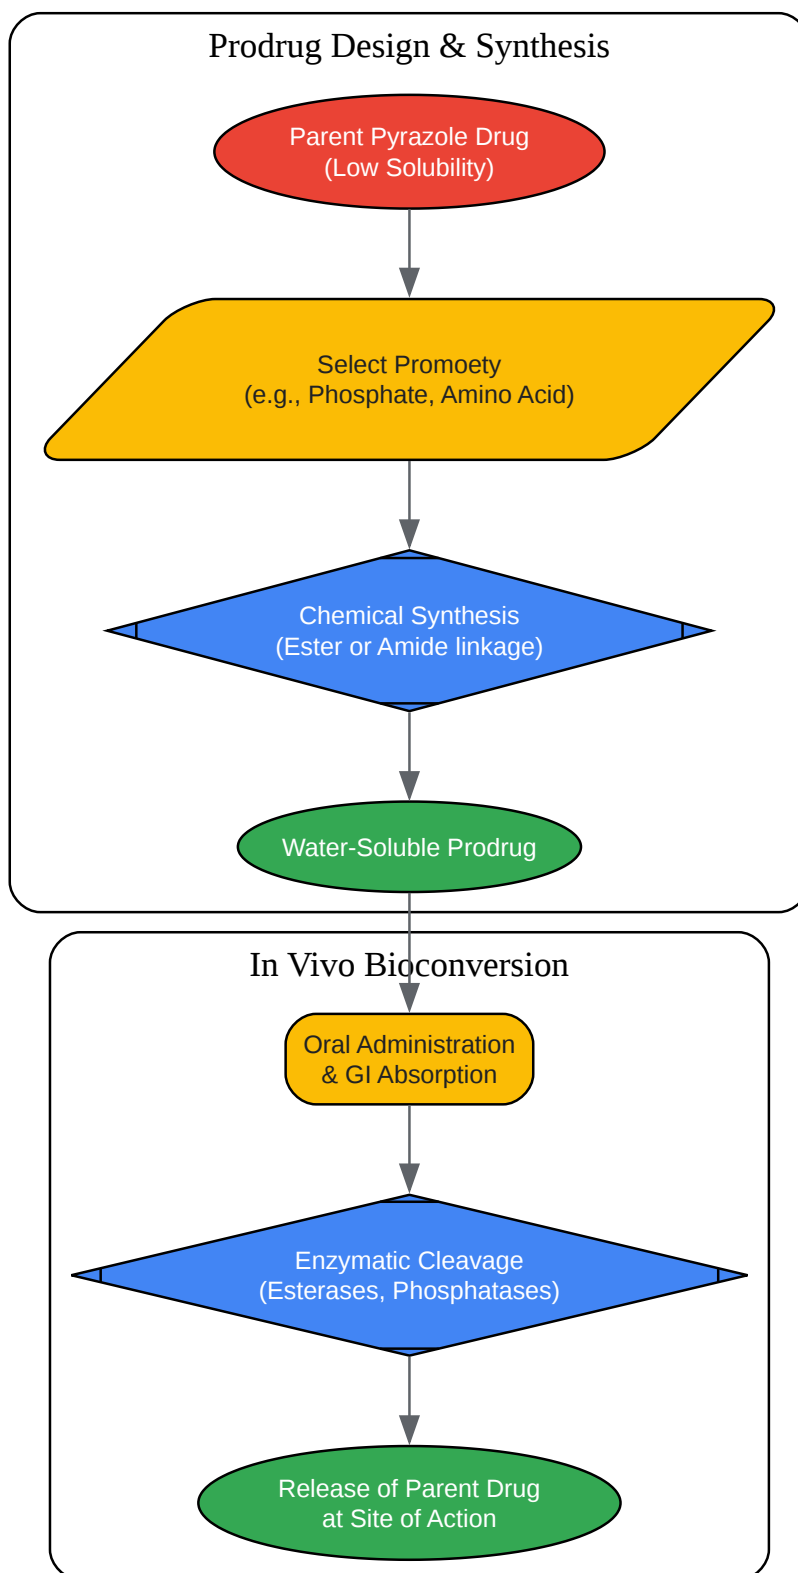 Prodrug Design & Synthesis
Parent Pyrazole Drug
(Low Solubility)
Select Promoety
(e.g., Phosphate, Amino Acid)
Chemical Synthesis
(Ester or Amide linkage)
Water-Soluble Prodrug
In Vivo Bioconversion
Oral Administration
& GI Absorption
Enzymatic Cleavage
(Esterases, Phosphatases)
Release of Parent Drug
at Site of Action